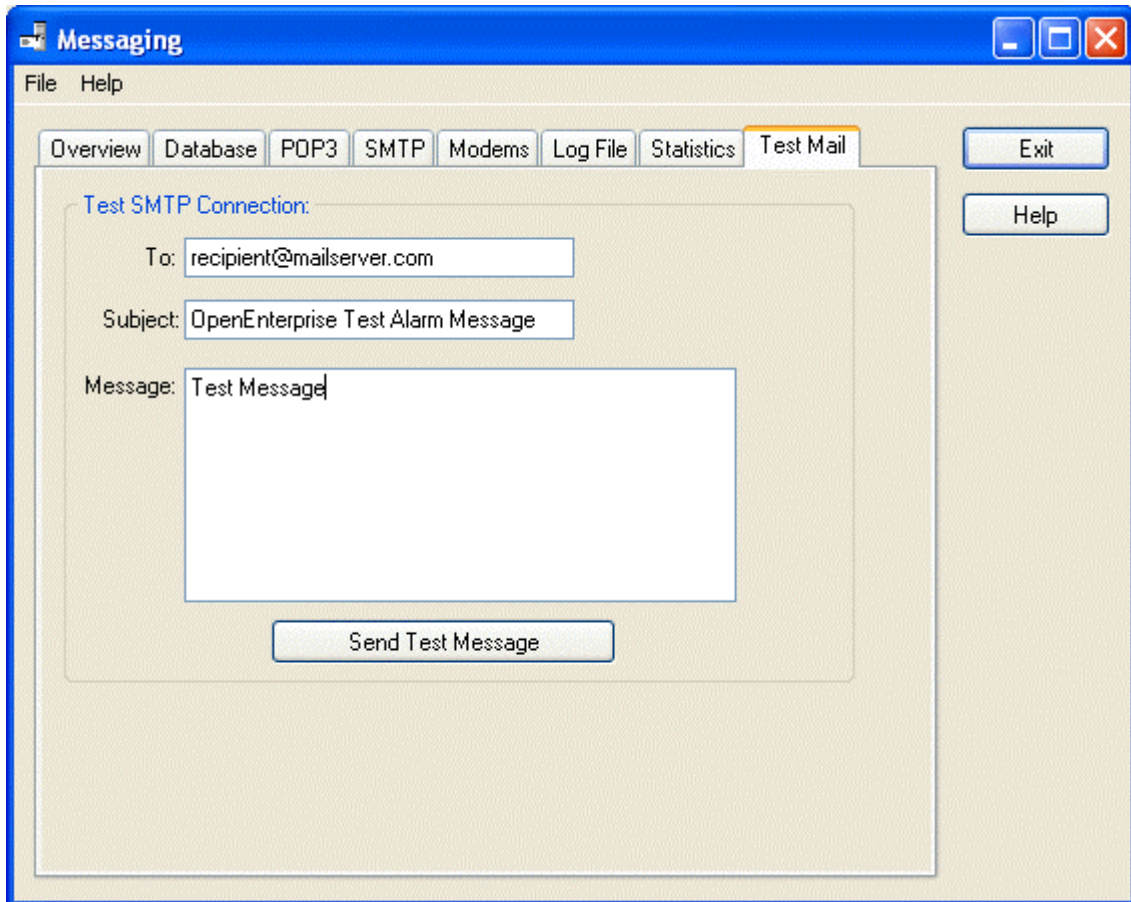 Messaging
File Help
Overview Database POP3 SMTP Modems Log File Statistics Test Mail
Exit
Help
Test SMTP Connection:
To: recipient@mailserver.com
Subject: OpenEnterprise Test Alarm Message
Message: Test Message
Send Test Message